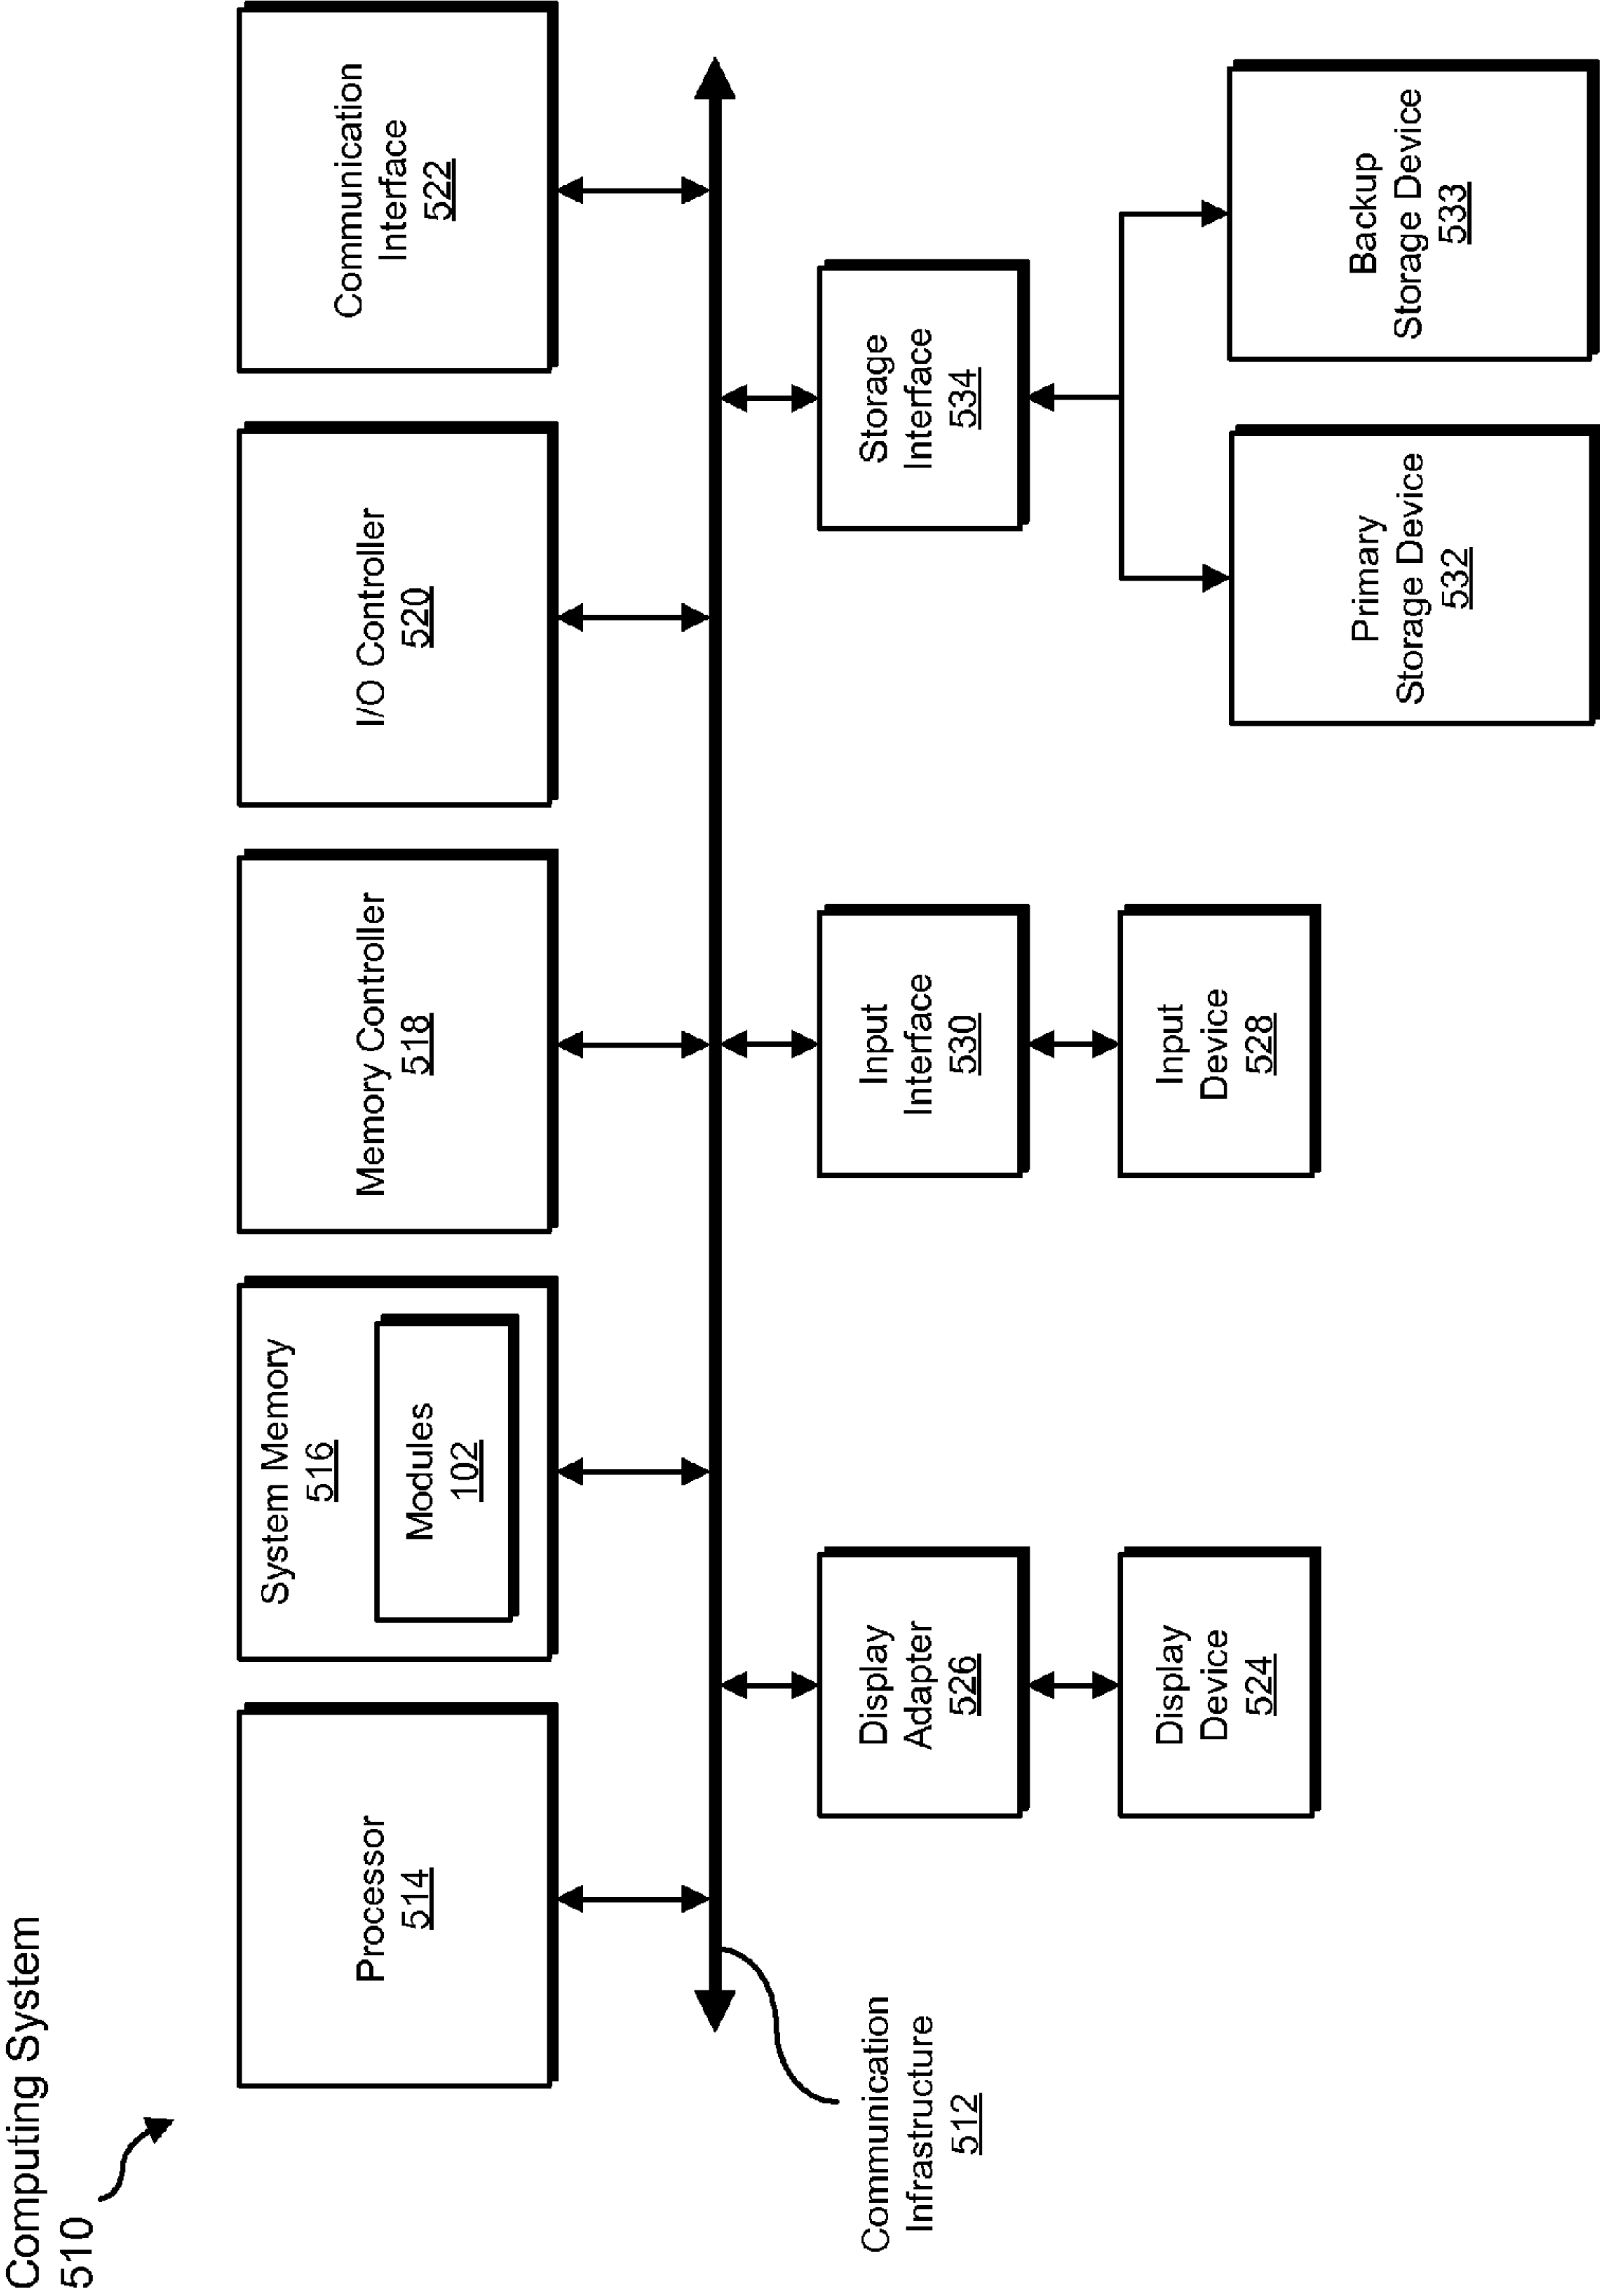 Computing System
510
Processor
514
System Memory
516
Modules
102
Memory Controller
518
I/O Controller
520
Communication
Interface
522
Communication
Infrastructure
512
Display
Adapter
526
Input
Interface
530
Storage
Interface
534
Display
Device
524
Input
Device
528
Primary
Storage Device
532
Backup
Storage Device
533